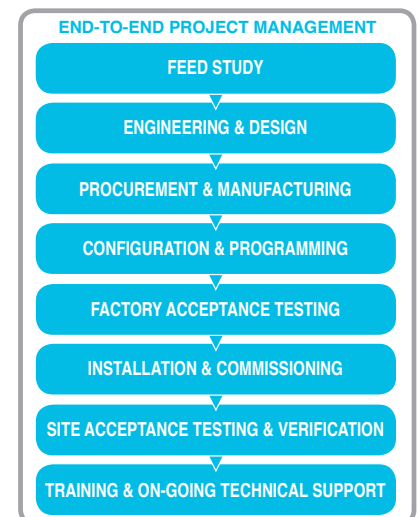 END-TO-END PROJECT MANAGEMENT
FEED STUDY
ENGINEERING & DESIGN
PROCUREMENT & MANUFACTURING
CONFIGURATION & PROGRAMMING
FACTORY ACCEPTANCE TESTING
INSTALLATION & COMMISSIONING
SITE ACCEPTANCE TESTING & VERIFICATION
TRAINING & ON-GOING TECHNICAL SUPPORT